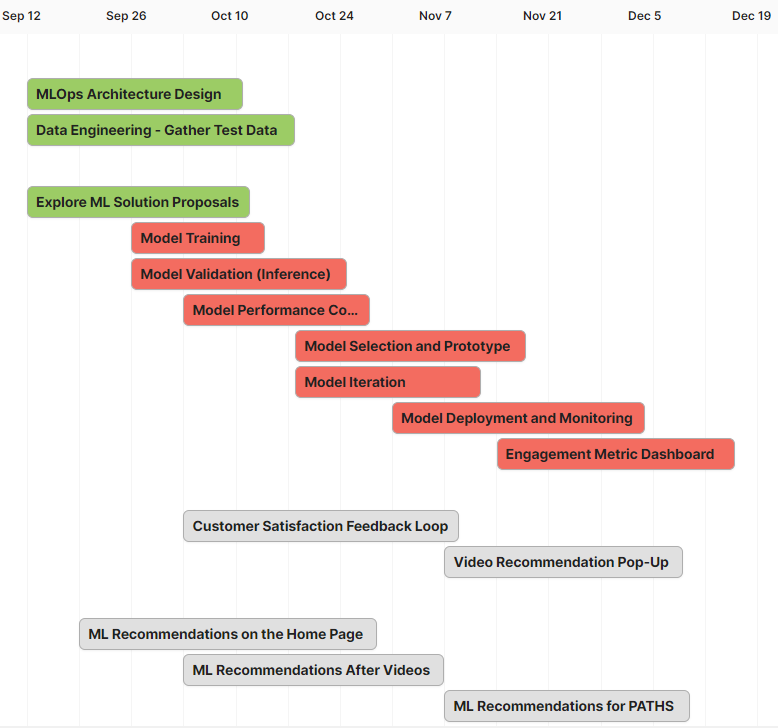 Sep 12 Sep 26 Oct 10 Oct 24 Nov 7 Nov 21 Dec 5 Dec 19
MLOps Architecture Design
Data Engineering - Gather Test Data
Explore ML Solution Proposals
Model Training
Model Validation (Inference)
Model Performance Co...
Model Selection and Prototype
Model Iteration
Model Deployment and Monitoring
Engagement Metric Dashboard
Customer Satisfaction Feedback Loop
Video Recommendation Pop-Up
ML Recommendations on the Home Page
ML Recommendations After Videos
ML Recommendations for PATHS